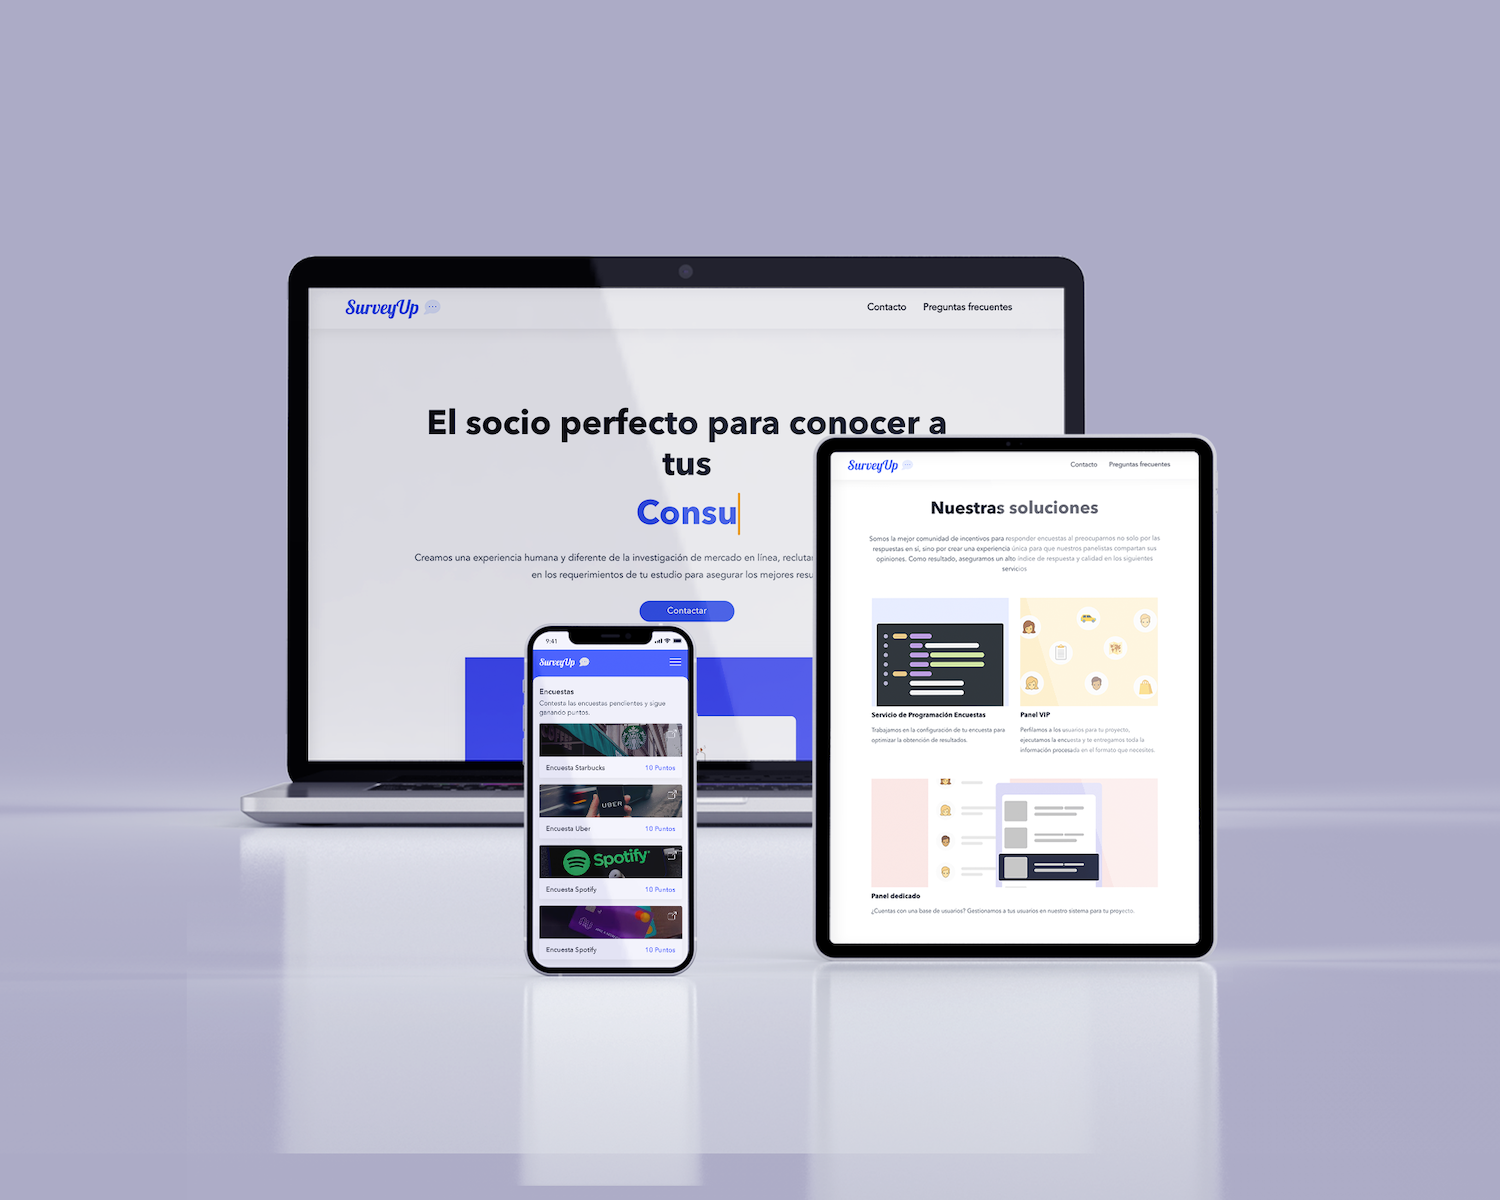 SurveyUp
Contacto
Preguntas frecuentes
El socio perfecto para conocer a
tus
Consu
Creamos una experiencia humana y diferente de la investigación de mercado en línea,
en los requerimientos de tu estudio para asegurar los mejores
Contactar
9:41
SurveyUp
Encuestas
Contesta las encuestas pendientes y sigue
ganando puntos.
Encuesta Starbucks
10 Puntos
UBER
Encuesta Uber
10 Puntos
Spotify
Encuesta Spotify
10 Puntos
nu
Encuesta Spotify
10 Puntos
SurveyUp
Contacto
Preguntas frecuentes
Nuestras soluciones
Somos la mejor comunidad de incentivos para responder encuestas al preocuparnos no solo por las
respuestas en sí, sino por crear una experiencia única para que nuestros panelistas compartan sus
opiniones. Como resultado, aseguramos un alto índice de respuesta y calidad en los siguientes
servicios
Servicio de Programación Encuestas
Trabajamos en la configuración de tu encuesta para
optimizar la obtención de resultados.
Panel VIP
Perfilamos a los usuarios para tu proyecto,
ejecutamos la encuesta y te entregamos toda la
información procesada en el formato que necesites.
Panel dedicado
¿Cuentas con una base de usuarios? Gestionamos a tus usuarios en nuestro sistema para tu proyecto.